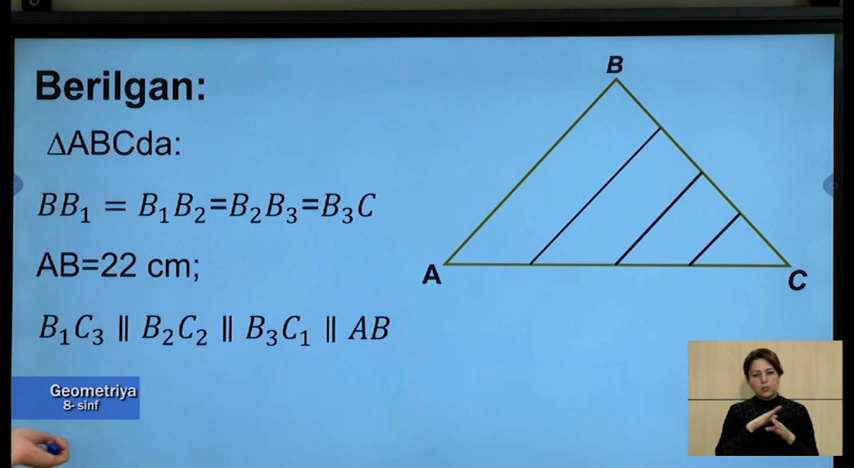 Berilgan:
∆ABCda:
BB₁ = B₁B₂=B₂B₃=B₃C
AB=22 cm;
B₁C₃ ∥ B₂C₂ ∥ B₃C₁ ∥ AB
B
A
C
Geometriya
8- sinf